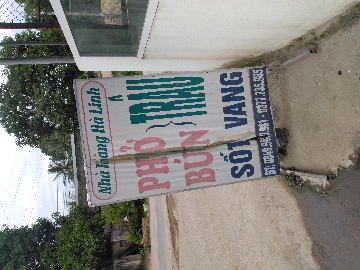 Nhà hàng Hà Linh
PHỞ
BÚN
} TRÂU
SỐT VANG